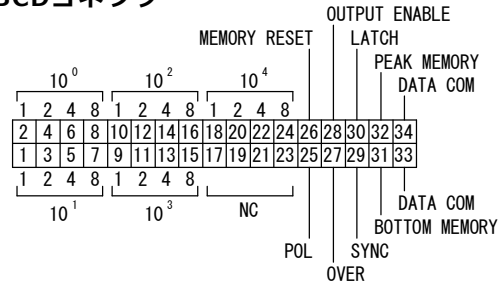 BCDコネクタ
OUTPUT ENABLE
MEMORY RESET LATCH
PEAK MEMORY
10⁰ 10² 10⁴ DATA COM
1 2 4 8 1 2 4 8 1 2 4 8
2 4 6 8 10 12 14 16 18 20 22 24 26 28 30 32 34
1 3 5 7 9 11 13 15 17 19 21 23 25 27 29 31 33
1 2 4 8 1 2 4 8
10¹ 10³ NC DATA COM
BOTTOM MEMORY
POL SYNC
OVER